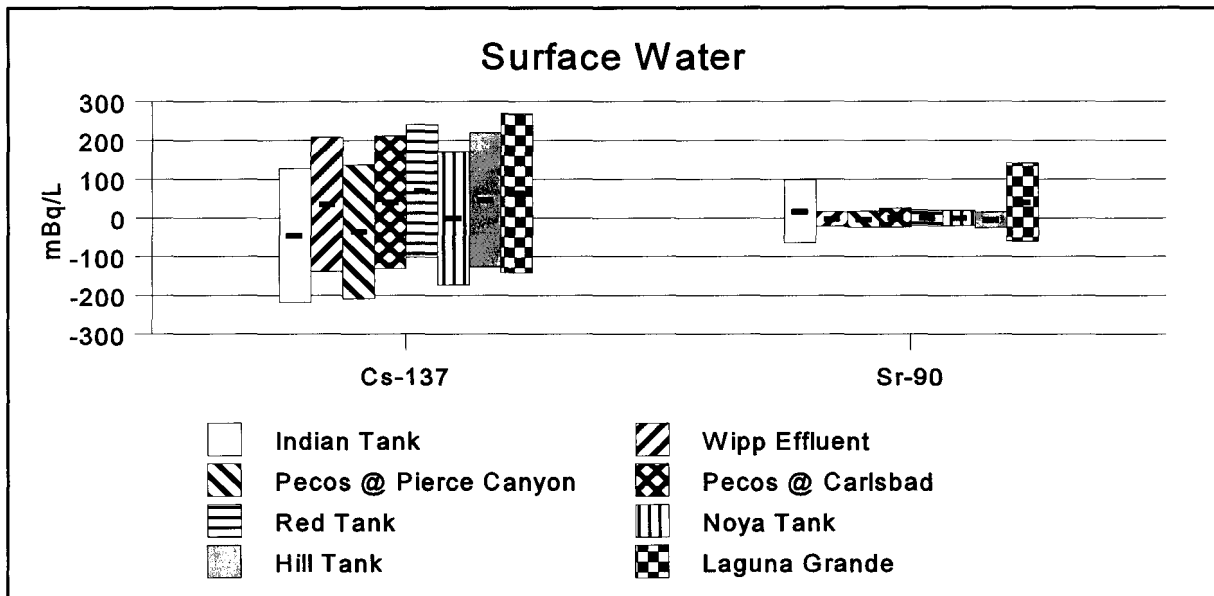 Surface Water
300
200
100
0
-100
-200
-300
mBq/L
Cs-137 Sr-90
Indian Tank Wipp Effluent
Pecos @ Pierce Canyon Pecos @ Carlsbad
Red Tank Noya Tank
Hill Tank Laguna Grande